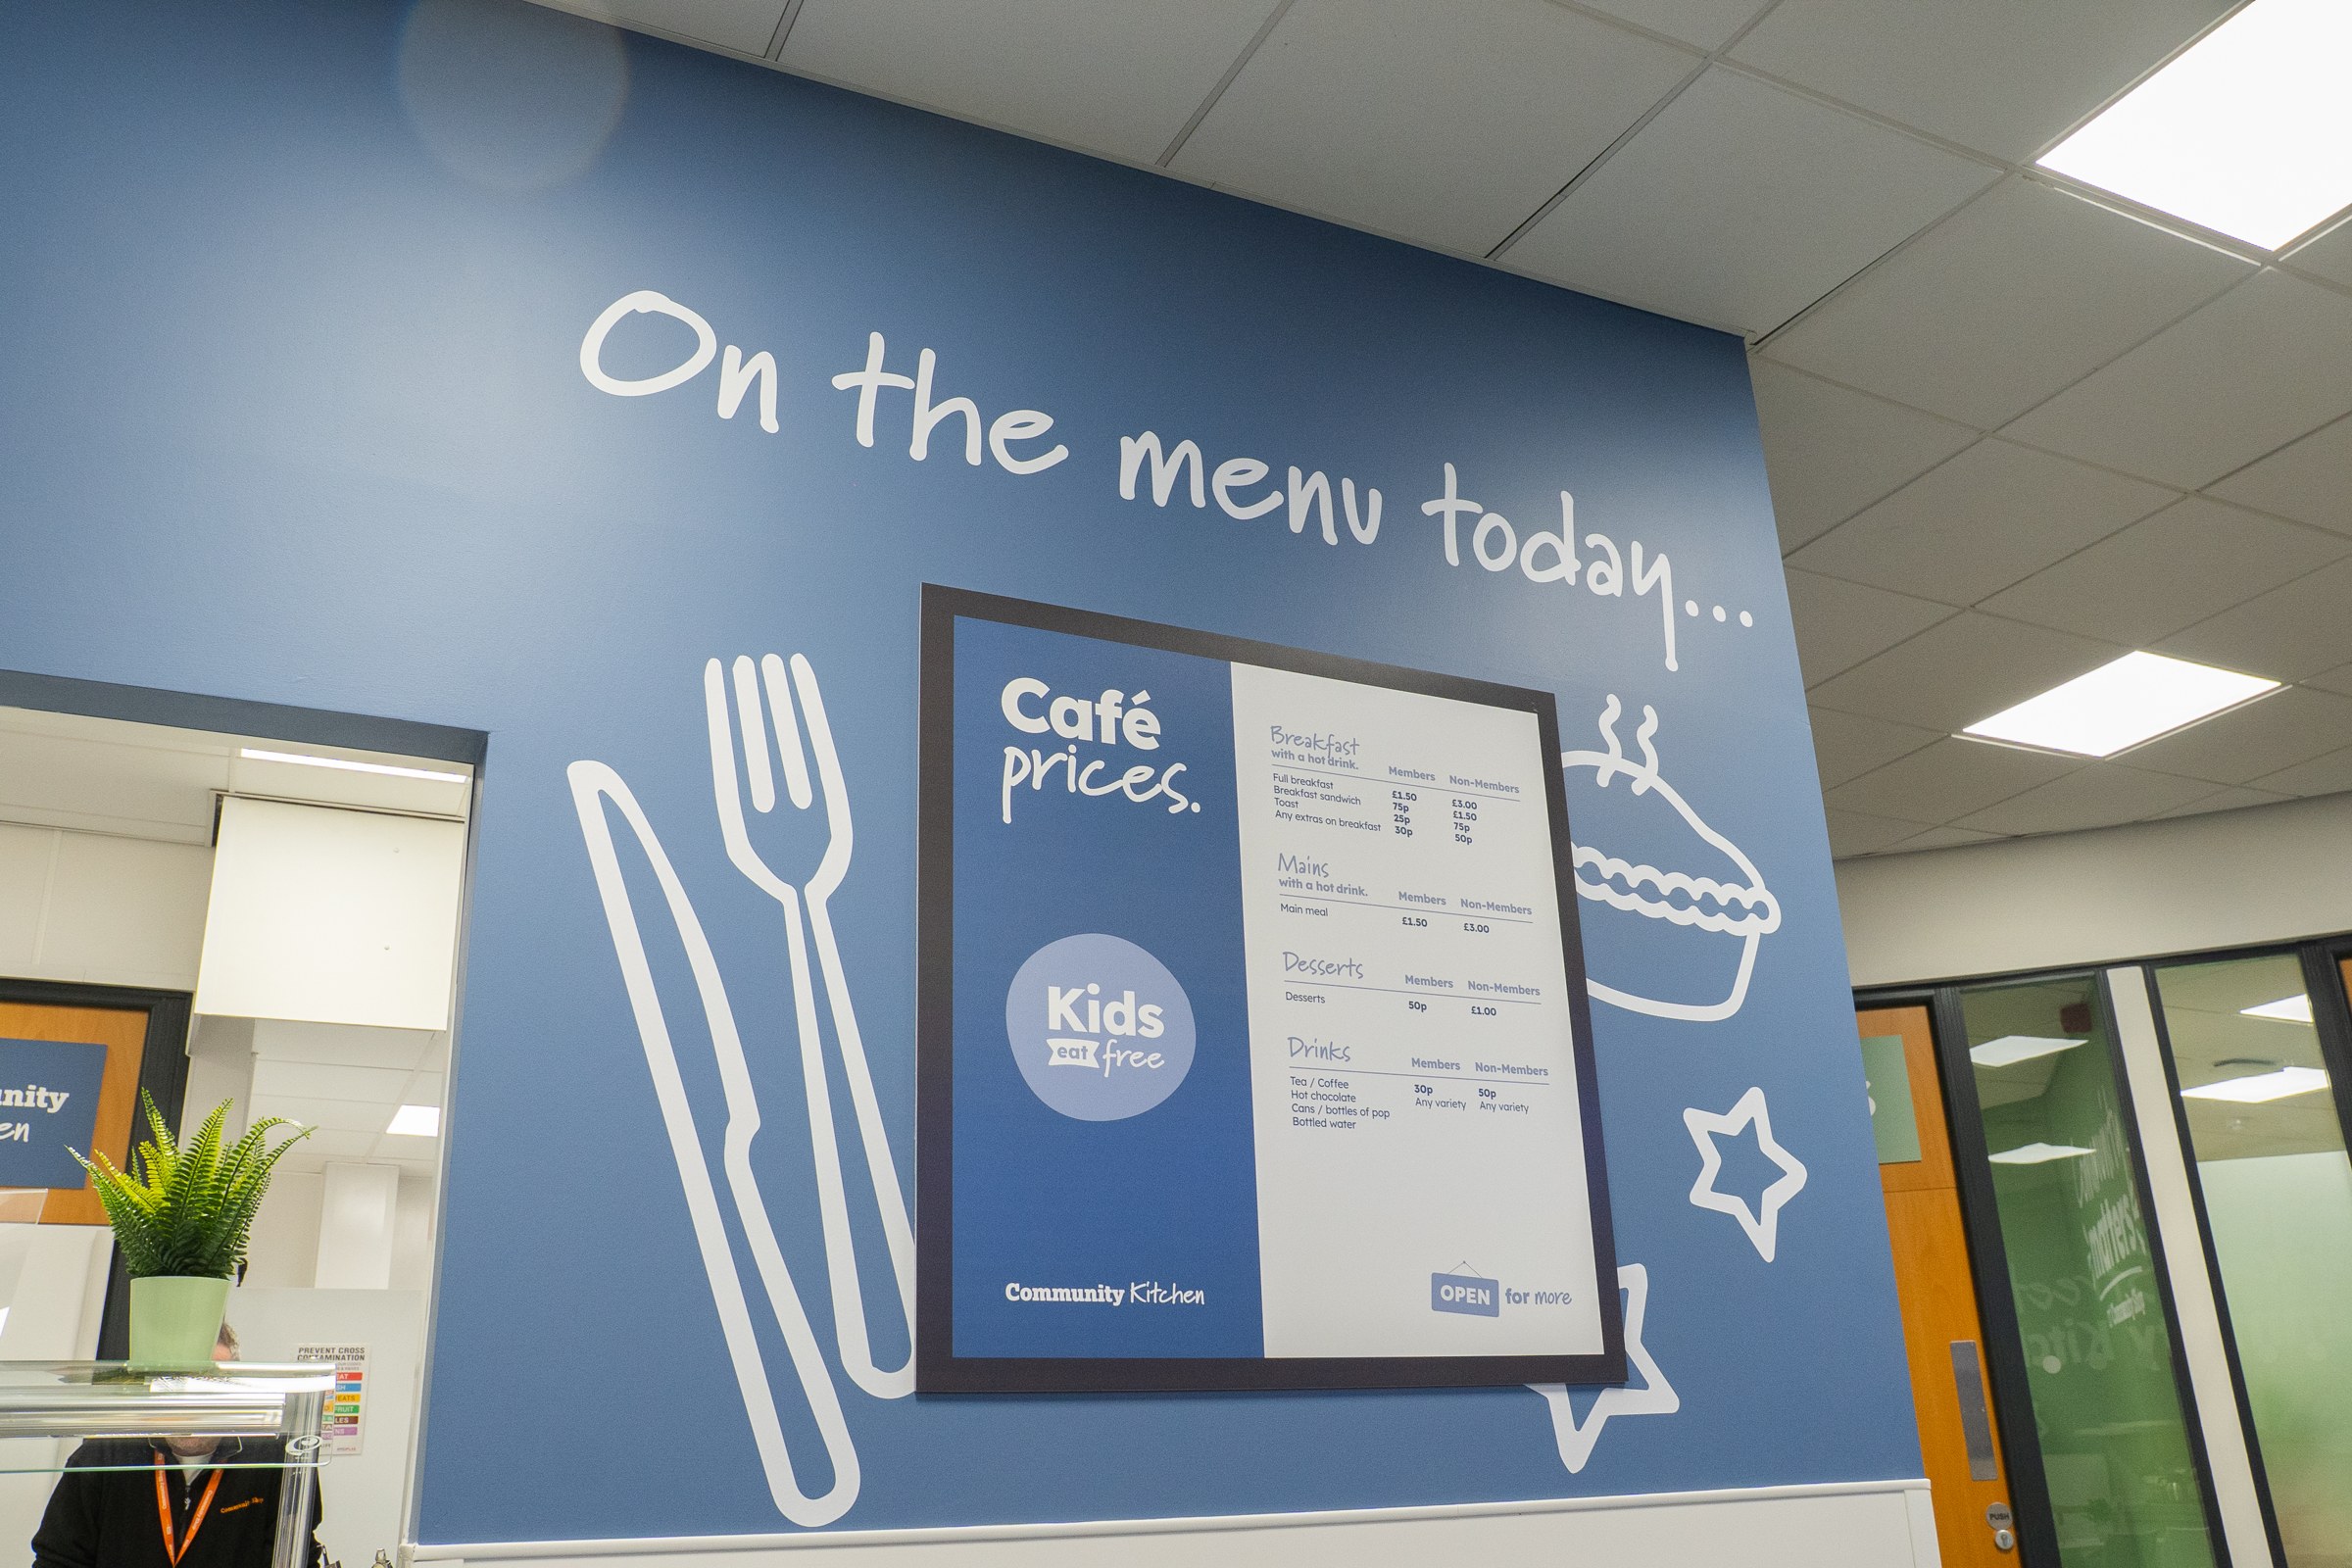 On the menu today...
Café
prices.
Kids
eat free
Community Kitchen
Breakfast
with a hot drink. Members Non-Members
Full breakfast £1.50 £3.00
Breakfast sandwich 75p £1.50
Toast 25p 75p
Any extras on breakfast 30p 50p
Mains
with a hot drink. Members Non-Members
Main meal £1.50 £3.00
Desserts Members Non-Members
Desserts 50p £1.00
Drinks Members Non-Members
Tea / Coffee 30p 50p
Hot chocolate Any variety Any variety
Cans / bottles of pop
Bottled water
OPEN for more
PREVENT CROSS
CONTAMINATION
PUSH